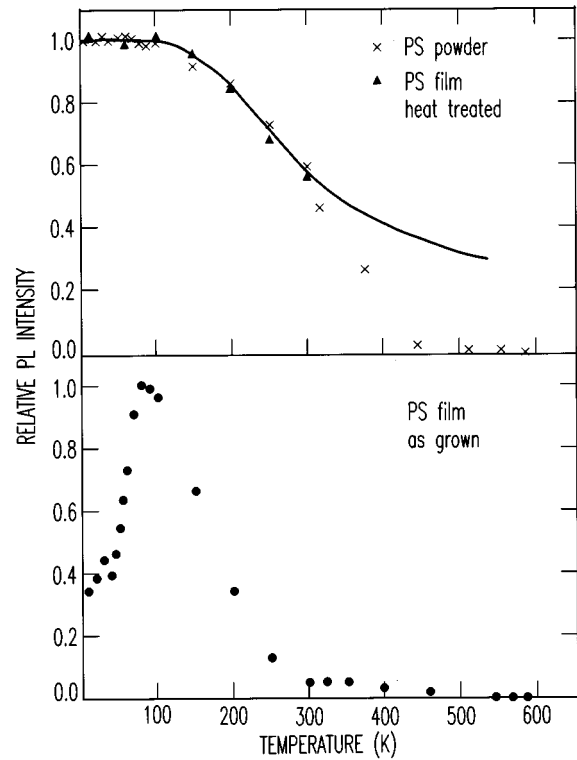 1.0
0.8
0.6
0.4
0.2
0.0
× PS powder
▲ PS film
heat treated
RELATIVE PL INTENSITY
1.0
0.8
0.6
0.4
0.2
0.0
PS film
as grown
100 200 300 400 500 600
TEMPERATURE (K)